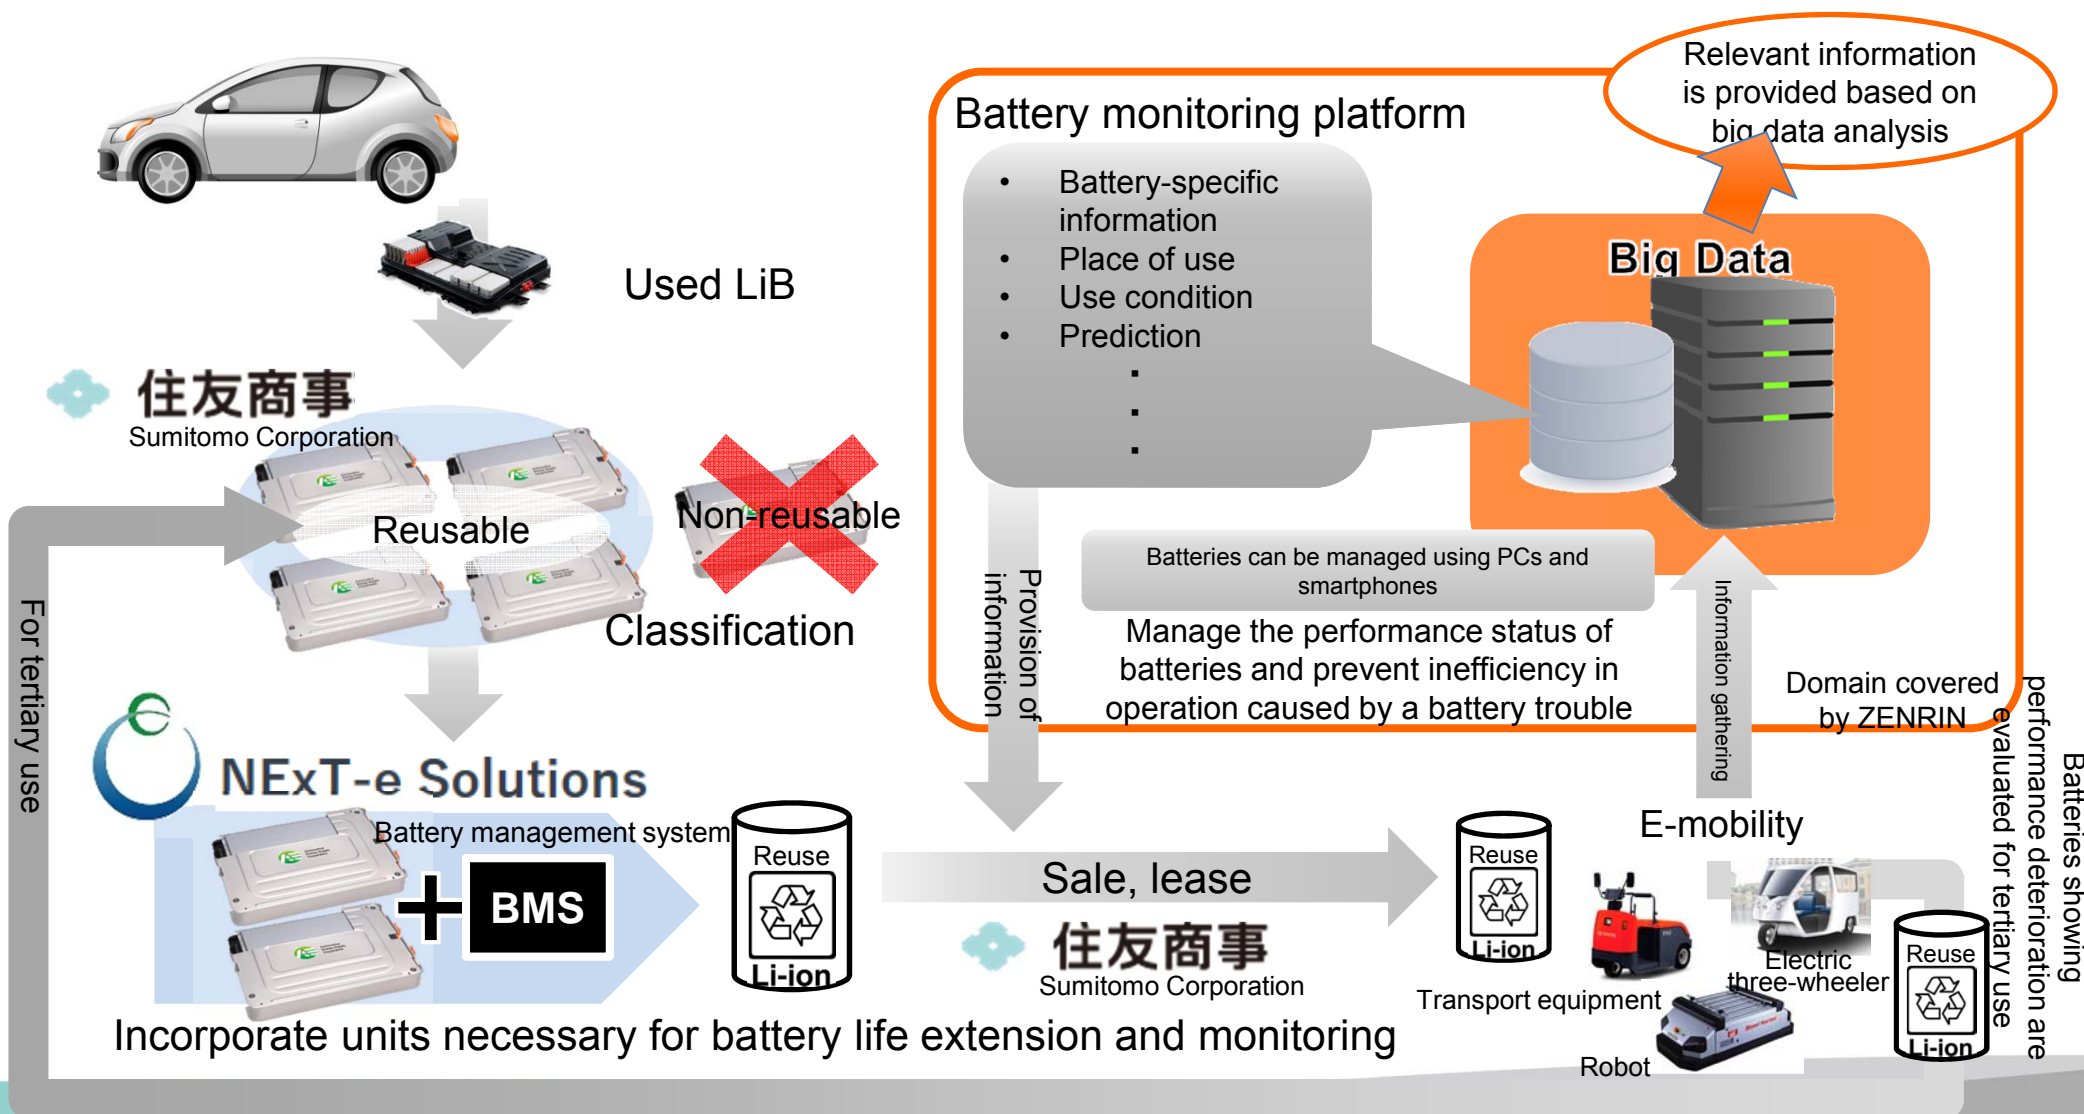 Relevant information
is provided based on
big data analysis
Battery monitoring platform
• Battery-specific
information
• Place of use
• Use condition
• Prediction
▪
▪
▪
Big Data
Used LiB
住友商事
Sumitomo Corporation
Reusable
Non-reusable
Classification
Batteries can be managed using PCs and
smartphones
Manage the performance status of
batteries and prevent inefficiency in
operation caused by a battery trouble
Provision of
information
Information gathering
Domain covered
by ZENRIN
For tertiary use
NExT-e Solutions
Battery management system
BMS
Reuse
Li-ion
Incorporate units necessary for battery life extension and monitoring
Sale, lease
住友商事
Sumitomo Corporation
Reuse
Li-ion
E-mobility
Transport equipment
Electric
three-wheeler
Robot
Reuse
Li-ion
Batteries showing
performance deterioration are
evaluated for tertiary use